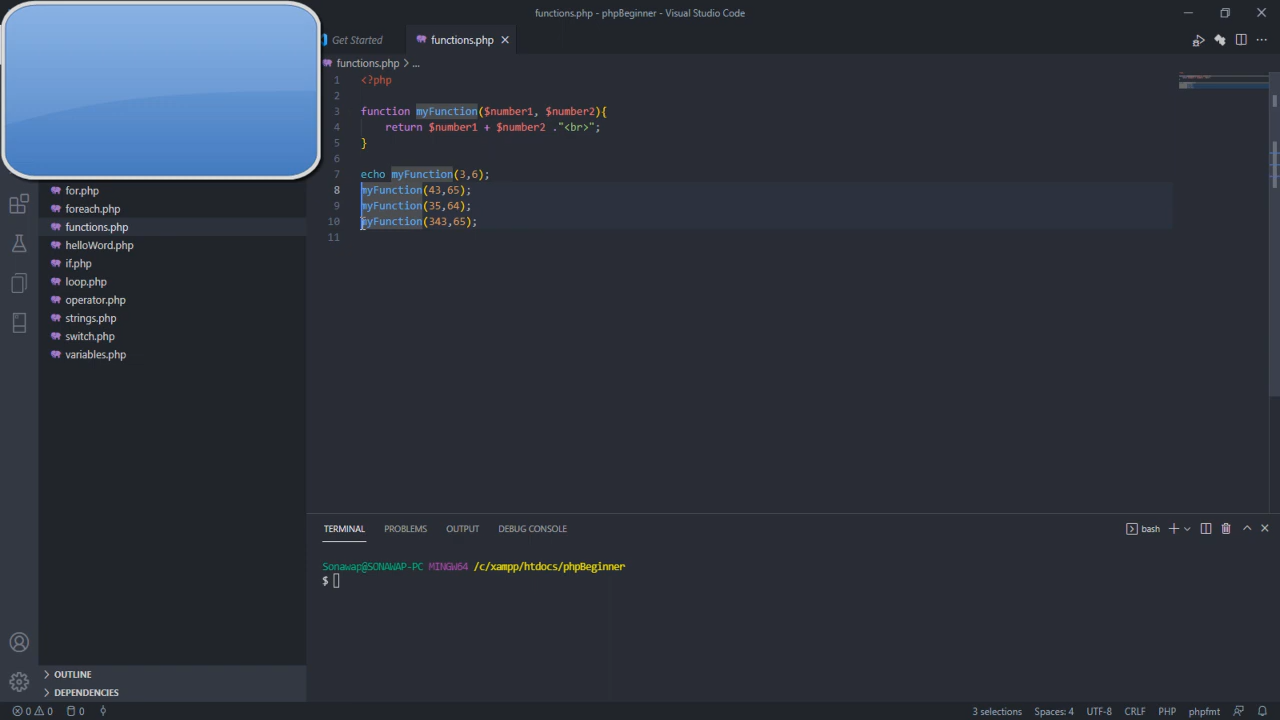 functions.php - phpBeginner - Visual Studio Code
Get Started
functions.php
functions.php > ...
1 <?php
2
3 function myFunction($number1, $number2){
4 return $number1 + $number2 ."<br>";
5 }
6
7 echo myFunction(3,6);
8 myFunction(43,65);
9 myFunction(35,64);
10 myFunction(343,65);
11
for.php
foreach.php
functions.php
helloWord.php
if.php
loop.php
operator.php
strings.php
switch.php
variables.php
OUTLINE
DEPENDENCIES
TERMINAL PROBLEMS OUTPUT DEBUG CONSOLE
bash
Sonawap@SONAWAP-PC MINGW64 /c/xampp/htdocs/phpBeginner
$
0 0 0
3 selections Spaces: 4 UTF-8 CRLF PHP phpfmt